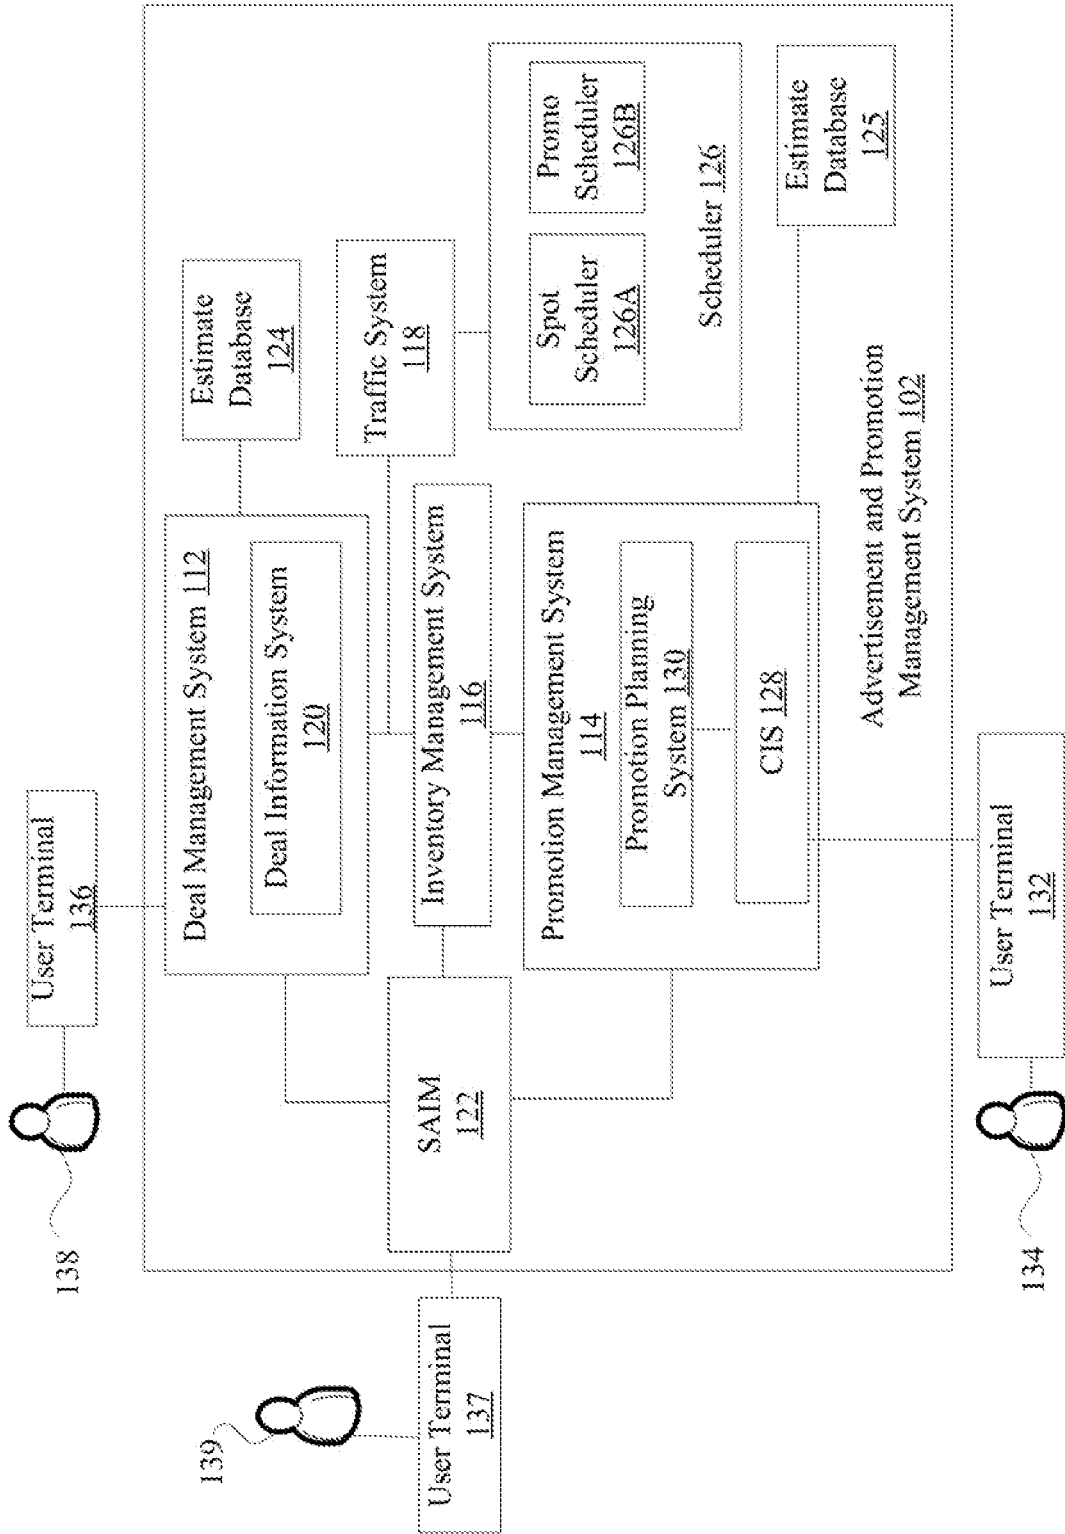 138
User Terminal
136
139
User Terminal
137
Deal Management System 112
Deal Information System
120
Estimate
Database
124
SAIM
122
Inventory Management System
116
Traffic System
118
Promotion Management System
114
Promotion Planning
System 130
CIS 128
Spot
Scheduler
126A
Promo
Scheduler
126B
Scheduler 126
Estimate
Database
125
Advertisement and Promotion
Management System 102
134
User Terminal
132